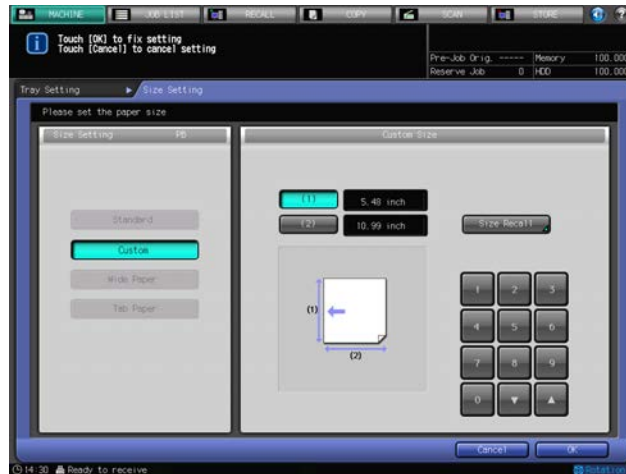 MACHINE JOB LIST RECALL COPY SCAN STORE
Touch [OK] to fix setting
Touch [Cancel] to cancel setting
Pre-Job Orig. ----- Memory 100.00
Reserve Job 0 HDD 100.00
Tray Setting Size Setting
Please set the paper size
Size Setting PB
Custom Size
(1) 5.48 inch
(2) 10.99 inch
Size Recall
Standard
Custom
Wide Paper
Tab Paper
(1)
(2)
1 2 3
4 5 6
7 8 9
0
Cancel OK
14:30 Ready to receive Rotation